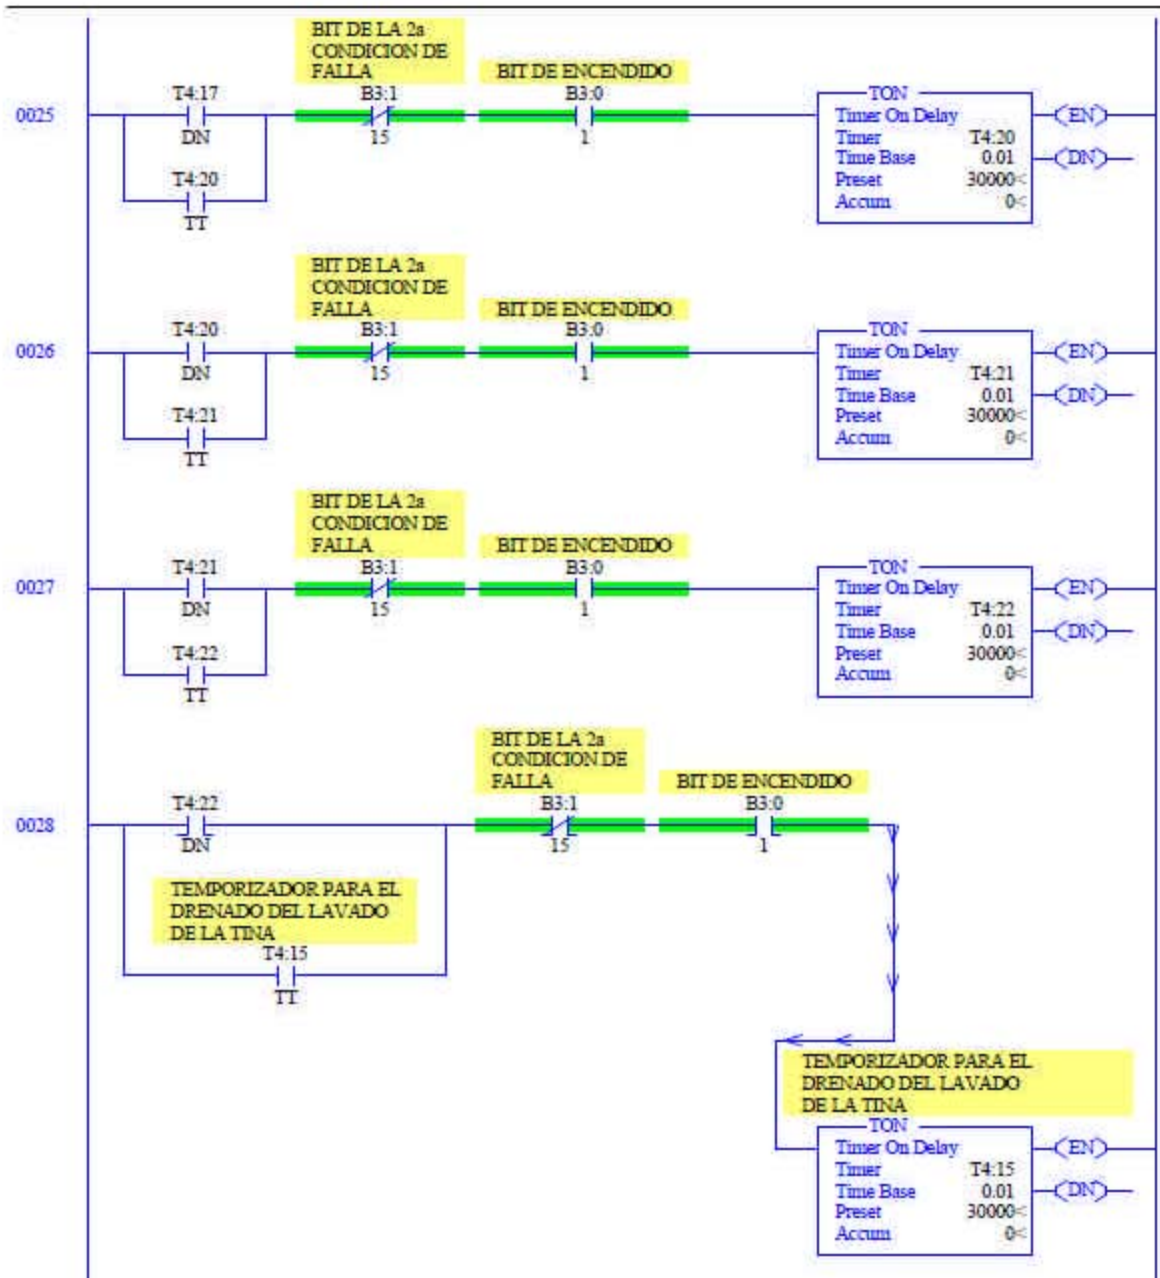 BIT DE LA 2a
CONDICION DE
FALLA
BIT DE ENCENDIDO
T4:17
B3:1
B3:0
TON
0025
Timer On Delay
EN
DN
15
1
Timer T4:20
Time Base 0.01
DN
T4:20
Preset 30000<
Accum 0<
TT
BIT DE LA 2a
CONDICION DE
FALLA
BIT DE ENCENDIDO
T4:20
B3:1
B3:0
TON
0026
Timer On Delay
EN
DN
15
1
Timer T4:21
Time Base 0.01
DN
T4:21
Preset 30000<
Accum 0<
TT
BIT DE LA 2a
CONDICION DE
FALLA
BIT DE ENCENDIDO
T4:21
B3:1
B3:0
TON
0027
Timer On Delay
EN
DN
15
1
Timer T4:22
Time Base 0.01
DN
T4:22
Preset 30000<
Accum 0<
TT
BIT DE LA 2a
CONDICION DE
FALLA
BIT DE ENCENDIDO
T4:22
B3:1
B3:0
0028
DN
15
1
TEMPORIZADOR PARA EL
DRENADO DEL LAVADO
DE LA TINA
T4:15
TT
TEMPORIZADOR PARA EL
DRENADO DEL LAVADO
DE LA TINA
TON
Timer On Delay
EN
Timer T4:15
Time Base 0.01
DN
Preset 30000<
Accum 0<